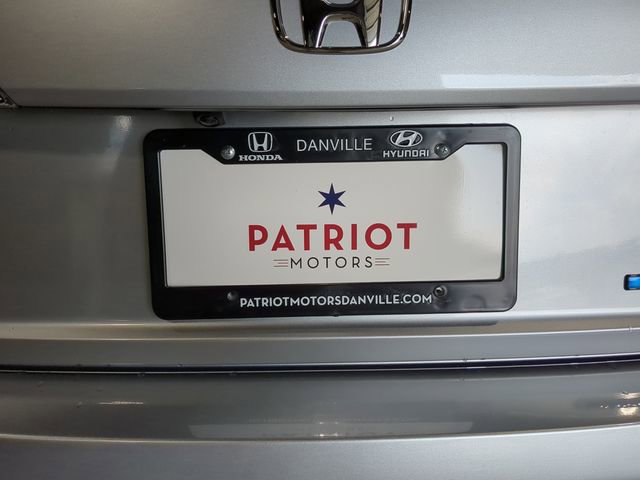 HONDA DANVILLE HYUNDAI
PATRIOT
MOTORS
PATRIOTMOTORSDANVILLE.COM